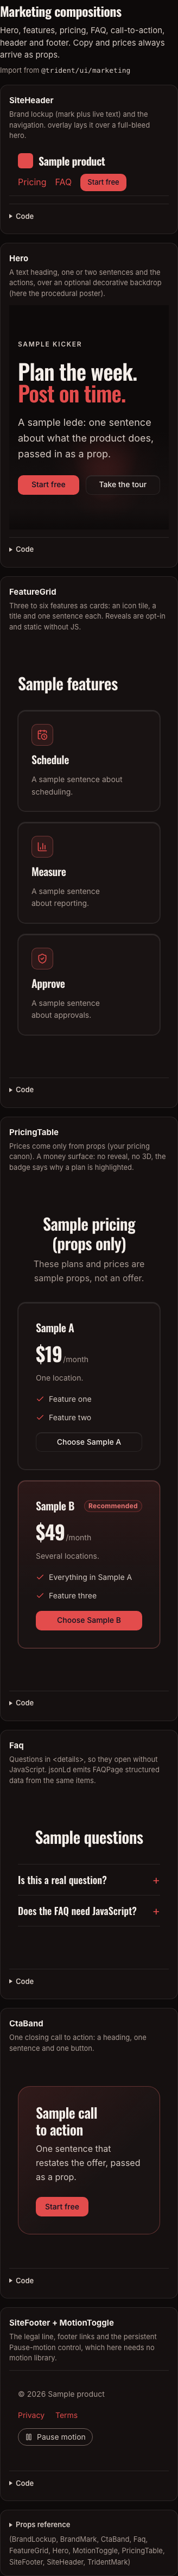 Marketing compositions
Hero, features, pricing, FAQ, call-to-action,
header and footer. Copy and prices always
arrive as props.
Import from @trident/ui/marketing
SiteHeader
Brand lockup (mark plus live text) and the
navigation. overlay lays it over a full-bleed
hero.
Sample product
Pricing FAQ Start free
Code
Hero
A text heading, one or two sentences and the
actions, over an optional decorative backdrop
(here the procedural poster).
SAMPLE KICKER
Plan the week.
Post on time.
A sample lede: one sentence
about what the product does,
passed in as a prop.
Start free Take the tour
Code
FeatureGrid
Three to six features as cards: an icon tile, a
title and one sentence each. Reveals are opt-in
and static without JS.
Sample features
Schedule
A sample sentence about
scheduling.
Measure
A sample sentence
about reporting.
Approve
A sample sentence
about approvals.
Code
PricingTable
Prices come only from props (your pricing
canon). A money surface: no reveal, no 3D, the
badge says why a plan is highlighted.
Sample pricing
(props only)
These plans and prices are
sample props, not an offer.
Sample A
$19/month
One location.
Feature one
Feature two
Choose Sample A
Sample B Recommended
$49/month
Several locations.
Everything in Sample A
Feature three
Choose Sample B
Code
Faq
Questions in <details>, so they open without
JavaScript. jsonLd emits FAQPage structured
data from the same items.
Sample questions
Is this a real question? +
Does the FAQ need JavaScript? +
Code
CtaBand
One closing call to action: a heading, one
sentence and one button.
Sample call
to action
One sentence that
restates the offer, passed
as a prop.
Start free
Code
SiteFooter + MotionToggle
The legal line, footer links and the persistent
Pause-motion control, which here needs no
motion library.
© 2026 Sample product
Privacy Terms
Pause motion
Code
Props reference
(BrandLockup, BrandMark, CtaBand, Faq,
FeatureGrid, Hero, MotionToggle, PricingTable,
SiteFooter, SiteHeader, TridentMark)